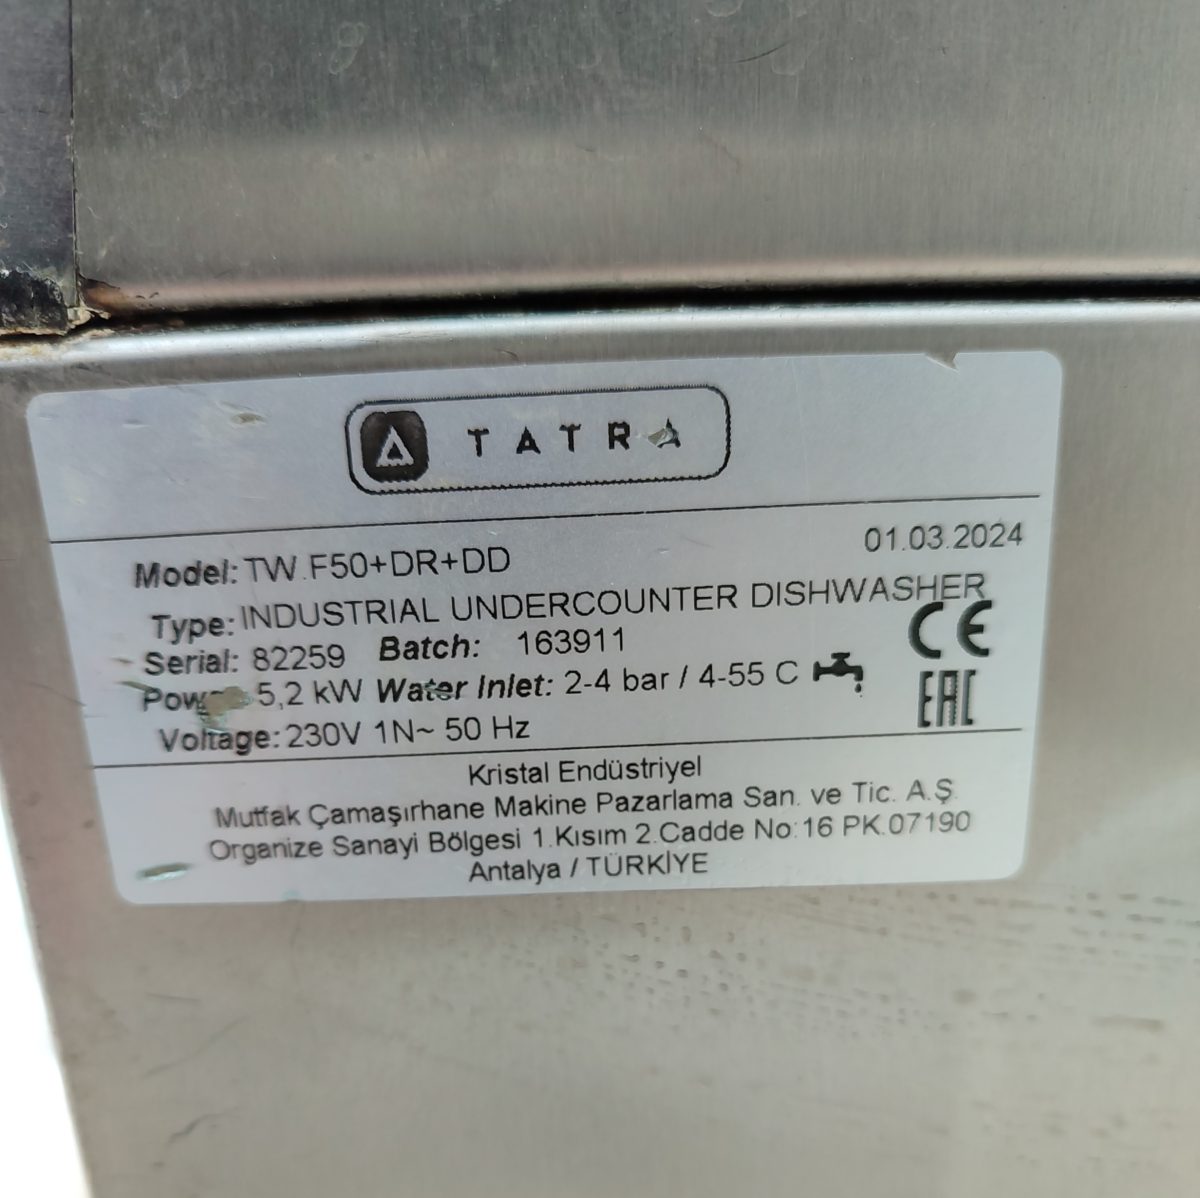 TATRA
01.03.2024
Model: TW.F50+DR+DD
Type: INDUSTRIAL UNDERCOUNTER DISHWASHER
Serial: 82259 Batch: 163911
CE
5,2 kW Water Inlet: 2-4 bar / 4-55 C
EAC
Voltage: 230V 1N~ 50 Hz
Kristal Endüstriyel
Mutfak Çamaşırhane Makine Pazarlama San. ve Tic. A.Ş.
Organize Sanayi Bölgesi 1.Kısım 2.Cadde No:16 PK.07190
Antalya / TÜRKİYE